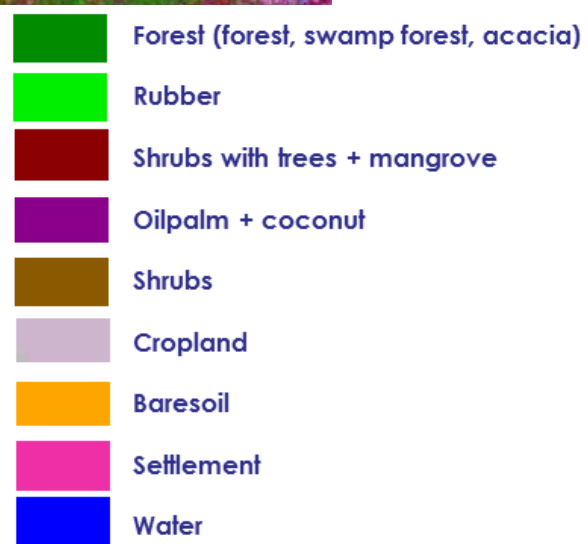 Forest (forest, swamp forest, acacia)
Rubber
Shrubs with trees + mangrove
Oilpalm + coconut
Shrubs
Cropland
Baresoil
Settlement
Water